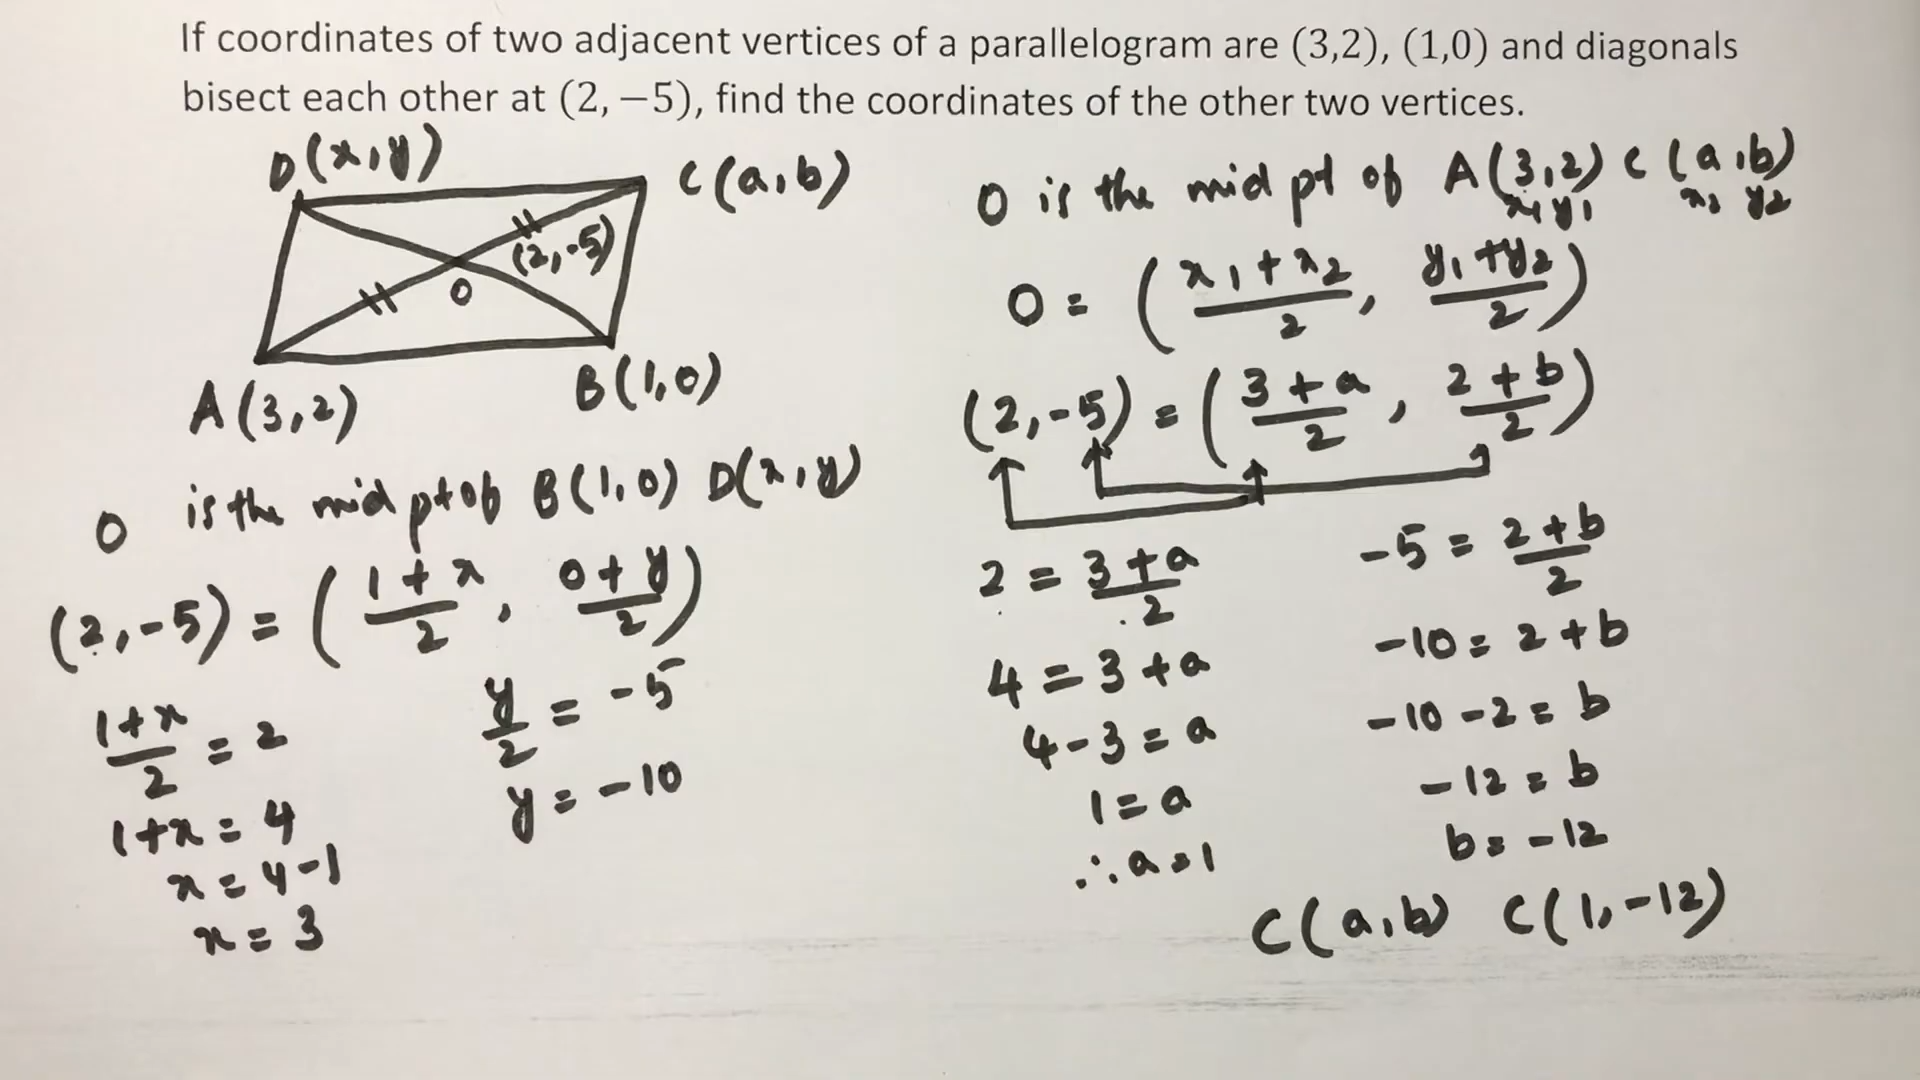 If coordinates of two adjacent vertices of a parallelogram are (3,2), (1,0) and diagonals
bisect each other at (2, −5), find the coordinates of the other two vertices.
D(x,y)
C(a,b)
(2,-5)
O
A(3,2)
B(1,0)
O is the mid pt of B(1,0) D(x,y)
(2,-5) = ( 1+x/2 , 0+y/2 )
1+x/2 = 2
1+x = 4
x = 4-1
x = 3
y/2 = -5
y = -10
O is the mid pt of A(3,2) C(a,b)
x1 y1 x2 y2
O = ( x1+x2/2 , y1+y2/2 )
(2,-5) = ( 3+a/2 , 2+b/2 )
2 = 3+a/2
4 = 3+a
4-3 = a
1 = a
∴ a = 1
-5 = 2+b/2
-10 = 2+b
-10-2 = b
-12 = b
b = -12
C(a,b) C(1,-12)